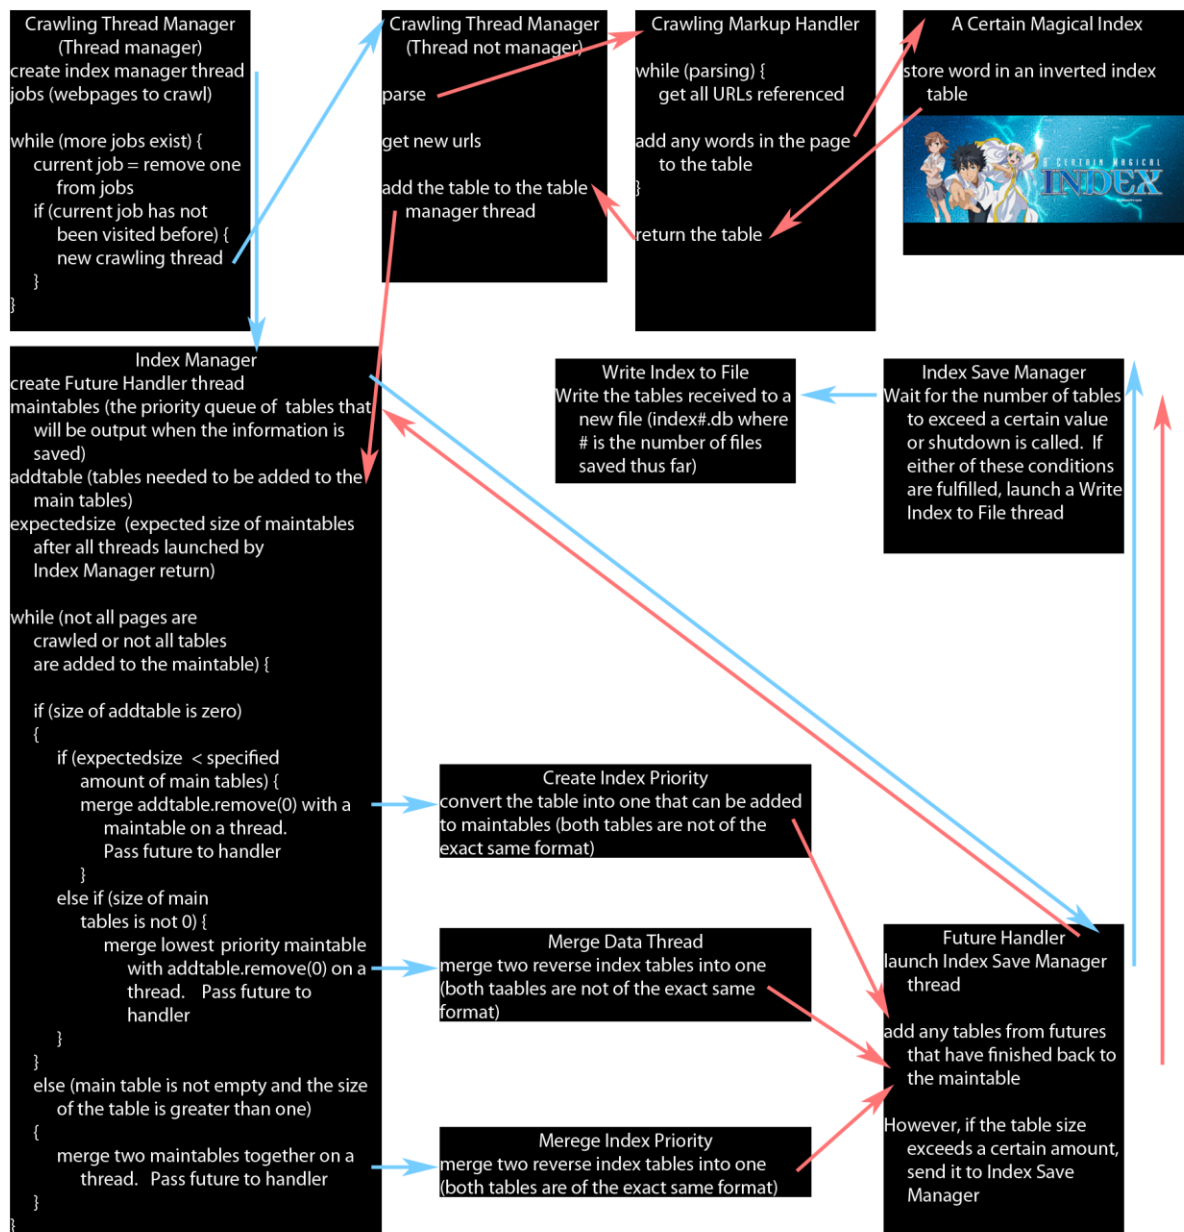 Crawling Thread Manager
(Thread manager)
create index manager thread
jobs (webpages to crawl)
while (more jobs exist) {
current job = remove one
from jobs
if (current job has not
been visited before) {
new crawling thread
}
}
Crawling Thread Manager
(Thread not manager)
parse
get new urls
add the table to the table
manager thread
Crawling Markup Handler
while (parsing) {
get all URLs referenced
add any words in the page
to the table
}
return the table
A Certain Magical Index
store word in an inverted index
table
A CERTAIN MAGICAL
INDEX
Index Manager
create Future Handler thread
maintables (the priority queue of tables that
will be output when the information is
saved)
addtable (tables needed to be added to the
main tables)
expectedsize (expected size of maintables
after all threads launched by
Index Manager return)
while (not all pages are
crawled or not all tables
are added to the maintable) {
if (size of addtable is zero)
{
if (expectedsize < specified
amount of main tables) {
merge addtable.remove(0) with a
maintable on a thread.
Pass future to handler
}
else if (size of main
tables is not 0) {
merge lowest priority maintable
with addtable.remove(0) on a
thread. Pass future to
handler
}
}
else (main table is not empty and the size
of the table is greater than one)
{
merge two maintables together on a
thread. Pass future to handler
}
}
Write Index to File
Write the tables received to a
new file (index#.db where
# is the number of files
saved thus far)
Index Save Manager
Wait for the number of tables
to exceed a certain value
or shutdown is called. If
either of these conditions
are fulfilled, launch a Write
Index to File thread
Create Index Priority
convert the table into one that can be added
to maintables (both tables are not of the
exact same format)
Merge Data Thread
merge two reverse index tables into one
(both taables are not of the exact same
format)
Merege Index Priority
merge two reverse index tables into one
(both tables are of the exact same format)
Future Handler
launch Index Save Manager
thread
add any tables from futures
that have finished back to
the maintable
However, if the table size
exceeds a certain amount,
send it to Index Save
Manager